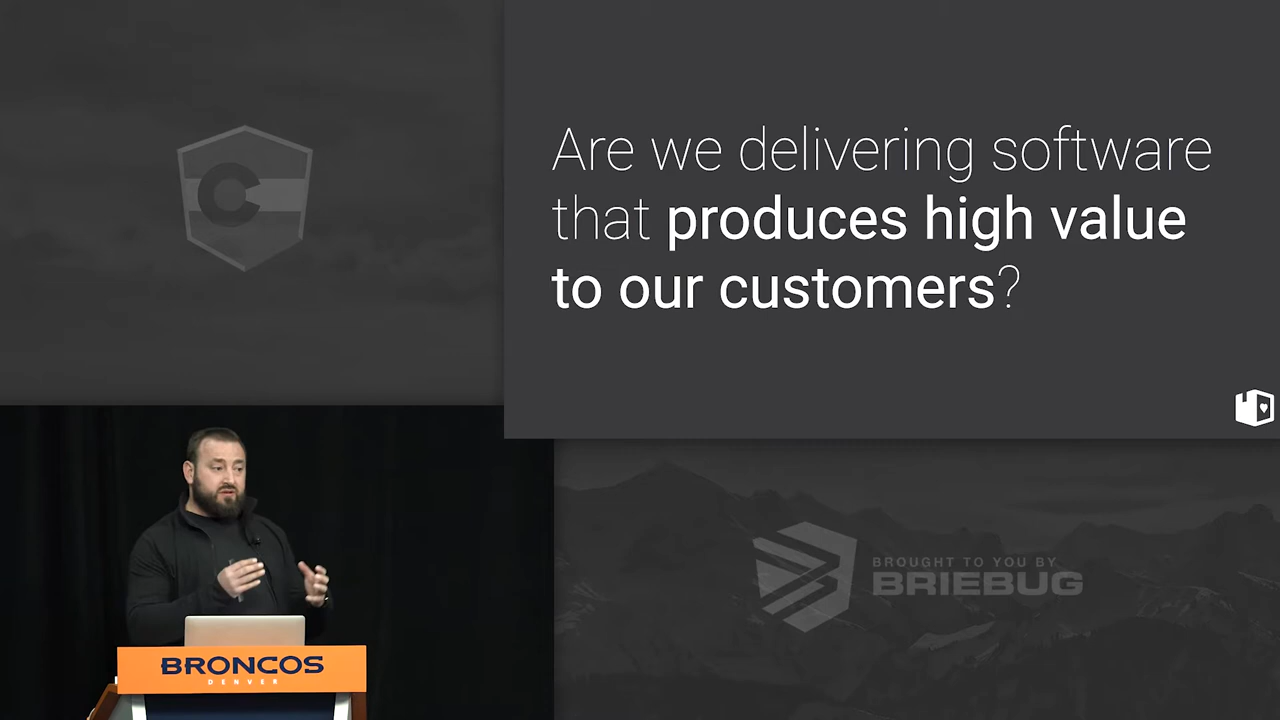 Are we delivering software
that produces high value
to our customers?
BROUGHT TO YOU BY
BRIEBUG
BRONCOS
DENVER